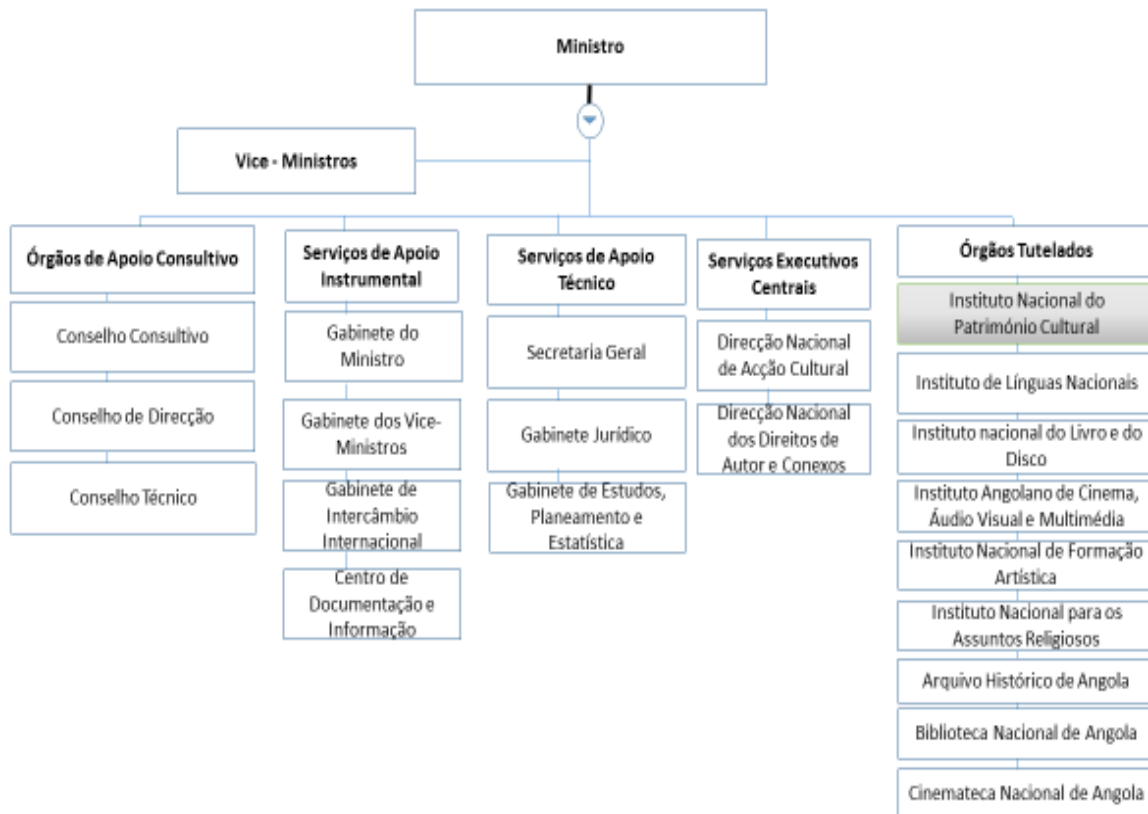 Ministro
Vice - Ministros
Órgãos de Apoio Consultivo
Conselho Consultivo
Conselho de Direcção
Conselho Técnico
Serviços de Apoio
Instrumental
Gabinete do
Ministro
Gabinete dos Vice-
Ministros
Gabinete de
Intercâmbio
Internacional
Centro de
Documentação e
Informação
Serviços de Apoio
Técnico
Secretaria Geral
Gabinete Jurídico
Gabinete de Estudos,
Planeamento e
Estatística
Serviços Executivos
Centrais
Direcção Nacional
de Acção Cultural
Direcção Nacional
dos Direitos de
Autor e Conexos
Órgãos Tutelados
Instituto Nacional do
Património Cultural
Instituto de Línguas Nacionais
Instituto nacional do Livro e do
Disco
Instituto Angolano de Cinema,
Áudio Visual e Multimédia
Instituto Nacional de Formação
Artística
Instituto Nacional para os
Assuntos Religiosos
Arquivo Histórico de Angola
Biblioteca Nacional de Angola
Cinemateca Nacional de Angola